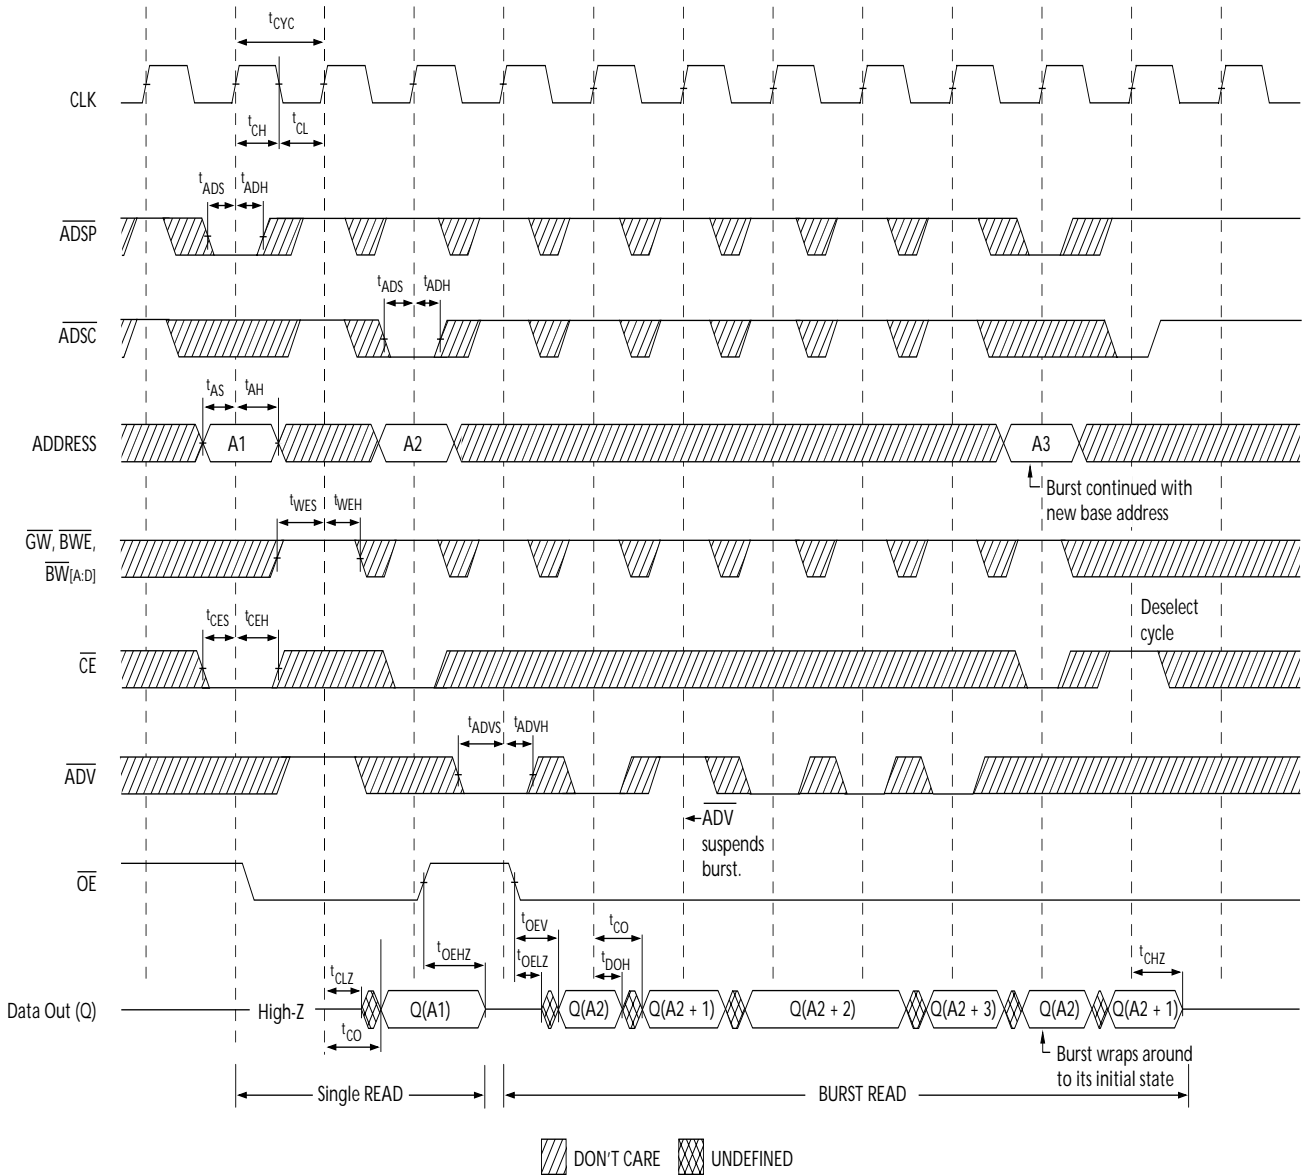 tCYC
CLK
tCH
tCL
tADS
tADH
ADSP
tADS
tADH
ADSC
tAS
tAH
ADDRESS
A1
A2
A3
Burst continued with
new base address
tWES
tWEH
GW, BWE,
BW[A:D]
tCES
tCEH
Deselect
cycle
CE
tADVS
tADVH
ADV
ADV
suspends
burst.
OE
tOEHZ
tOEV
tCO
tCLZ
tOELZ
tDOH
tCHZ
Data Out (Q)
High-Z
Q(A1)
Q(A2)
Q(A2 + 1)
Q(A2 + 2)
Q(A2 + 3)
Q(A2)
Q(A2 + 1)
tCO
Burst wraps around
to its initial state
Single READ
BURST READ
DON'T CARE
UNDEFINED